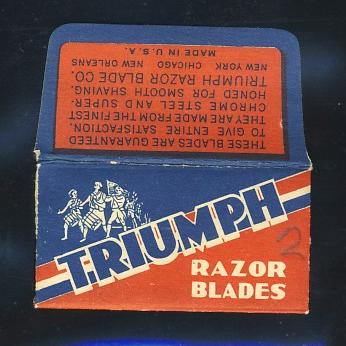 THESE BLADES ARE GUARANTEED
TO GIVE ENTIRE SATISFACTION.
THEY ARE MADE FROM THE FINEST
CHROME STEEL AND SUPER-
HONED FOR SMOOTH SHAVING.
TRIUMPH RAZOR BLADE CO.
NEW YORK CHICAGO NEW ORLEANS
MADE IN U.S.A.
TRIUMPH
RAZOR
BLADES
2